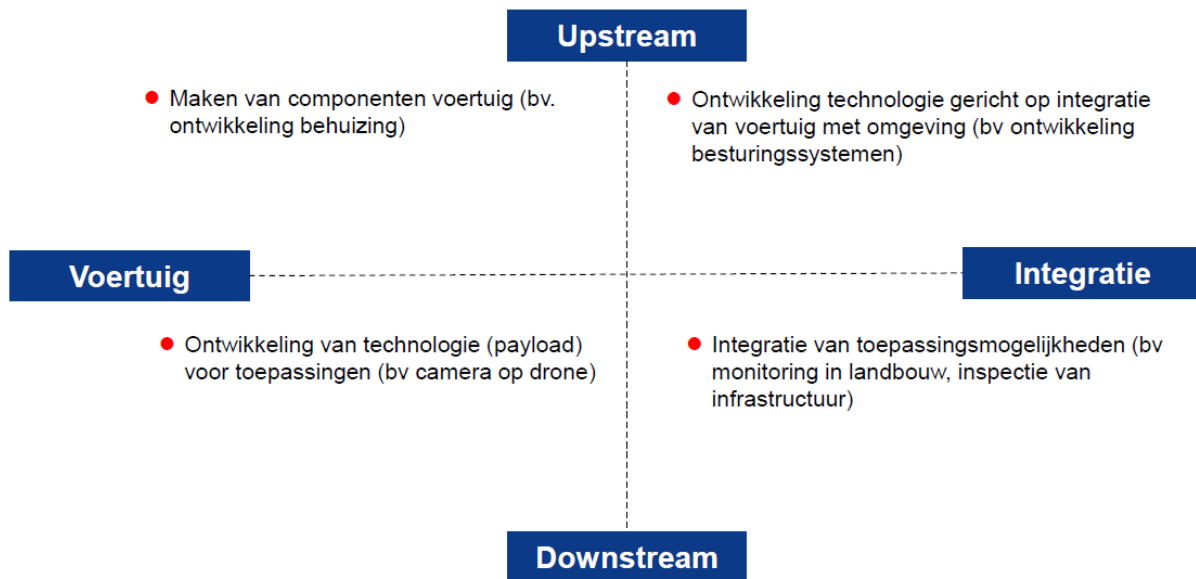 Upstream
Maken van componenten voertuig (bv.
ontwikkeling behuizing)
Ontwikkeling technologie gericht op integratie
van voertuig met omgeving (bv ontwikkeling
besturingssystemen)
Voertuig
Integratie
Ontwikkeling van technologie (payload)
voor toepassingen (bv camera op drone)
Integratie van toepassingsmogelijkheden (bv
monitoring in landbouw, inspectie van
infrastructuur)
Downstream